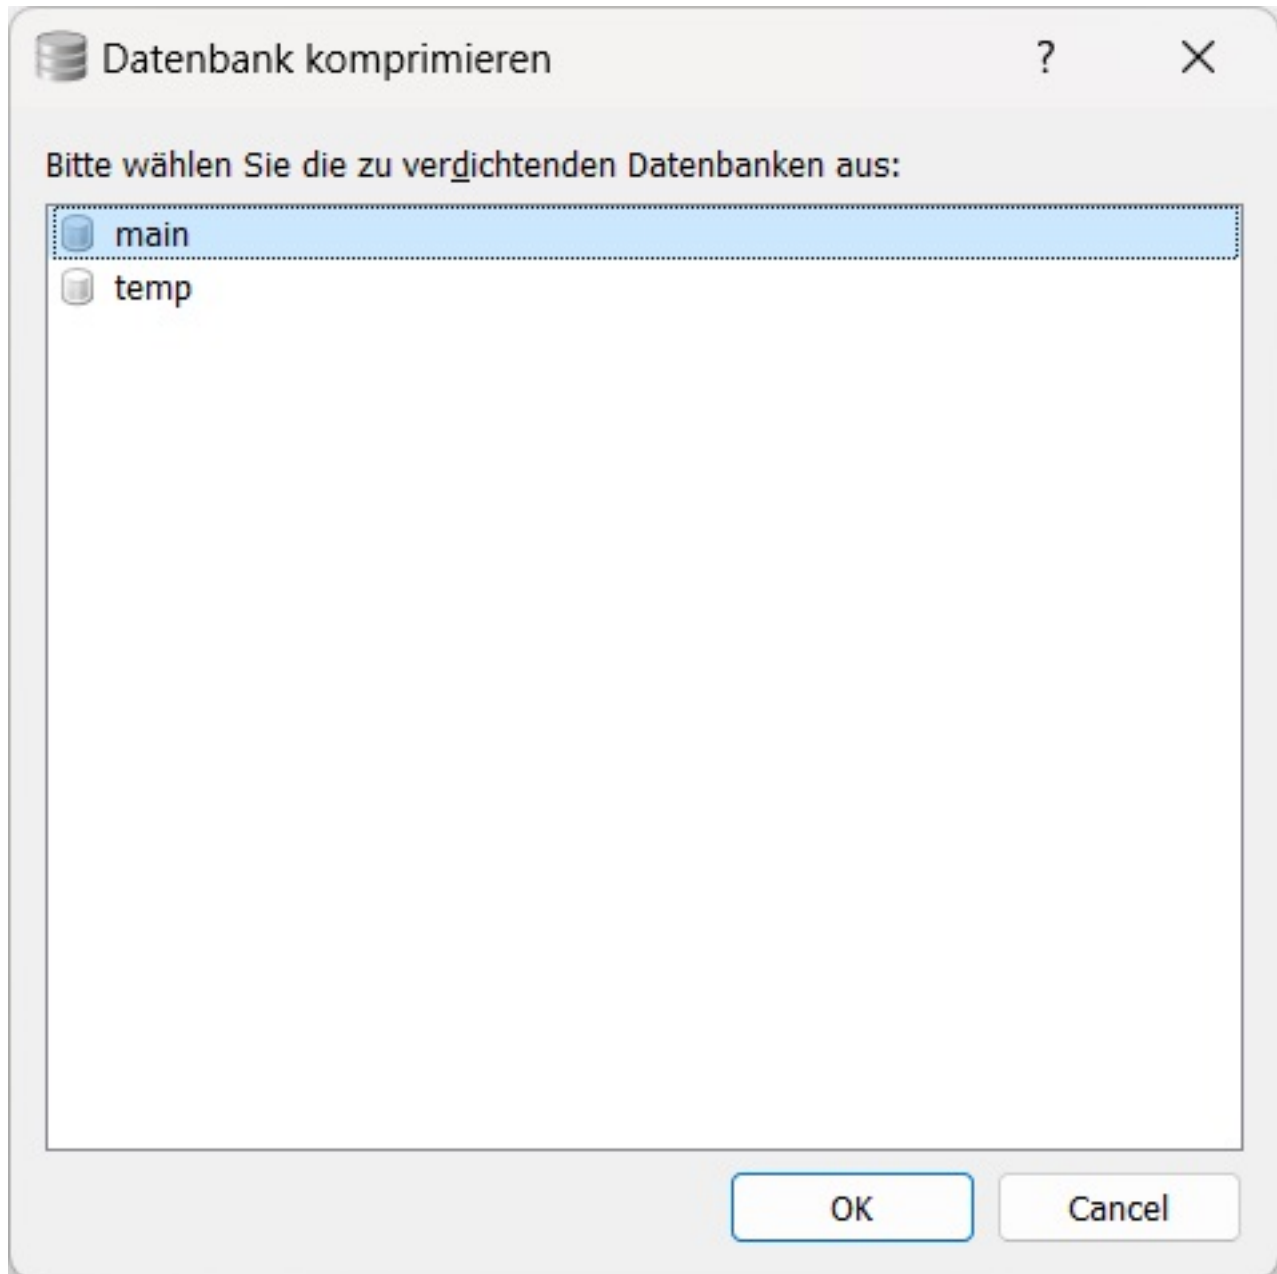 Datenbank komprimieren
?
Bitte wählen Sie die zu verdichtenden Datenbanken aus:
main
temp
OK
Cancel